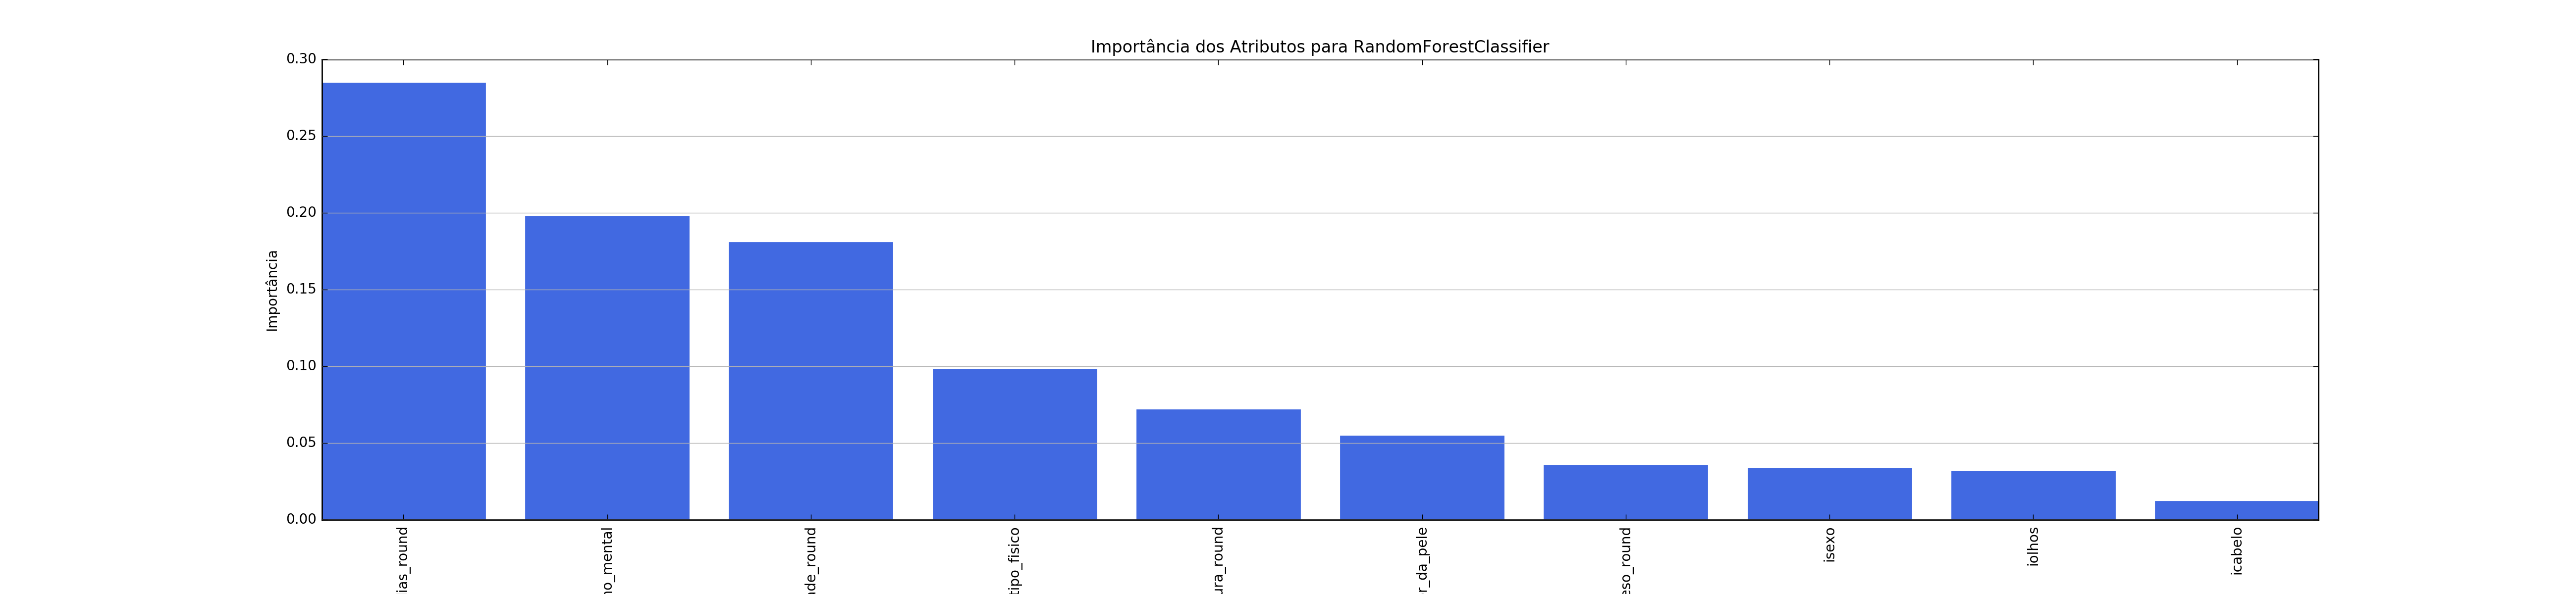 Importância dos Atributos para RandomForestClassifier
Importância
0.30
0.25
0.20
0.15
0.10
0.05
0.00
ias_round
no_mental
ade_round
tipo_fisico
ura_round
r_da_pele
eso_round
isexo
iolhos
icabelo